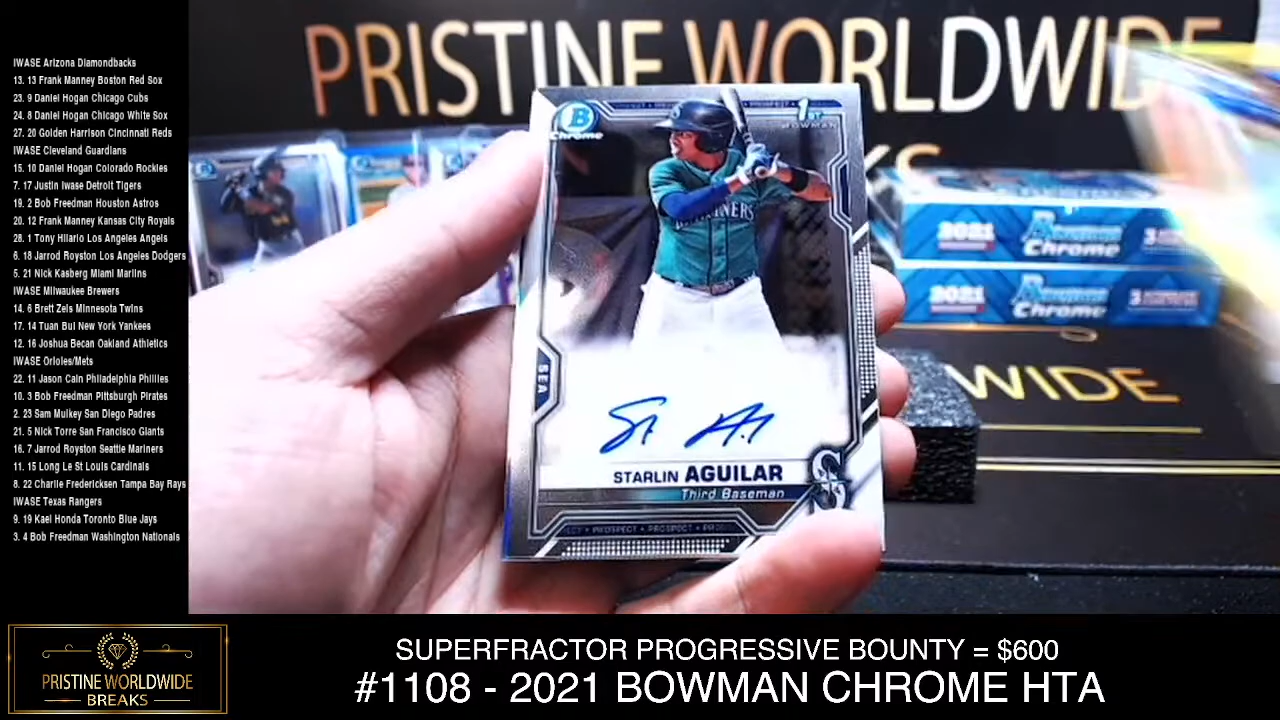 IWASE Arizona Diamondbacks
13. 13 Frank Manney Boston Red Sox
23. 9 Daniel Hogan Chicago Cubs
24. 8 Daniel Hogan Chicago White Sox
27. 20 Golden Harrison Cincinnati Reds
IWASE Cleveland Guardians
15. 10 Daniel Hogan Colorado Rockies
7. 17 Justin Iwase Detroit Tigers
19. 2 Bob Freedman Houston Astros
20. 12 Frank Manney Kansas City Royals
28. 1 Tony Hilario Los Angeles Angels
6. 18 Jarrod Royston Los Angeles Dodgers
5. 21 Nick Kasberg Miami Marlins
IWASE Milwaukee Brewers
14. 6 Brett Zels Minnesota Twins
17. 14 Tuan Bui New York Yankees
12. 16 Joshua Becan Oakland Athletics
IWASE Orioles/Mets
22. 11 Jason Cain Philadelphia Phillies
10. 3 Bob Freedman Pittsburgh Pirates
2. 23 Sam Mulkey San Diego Padres
21. 5 Nick Torre San Francisco Giants
16. 7 Jarrod Royston Seattle Mariners
11. 15 Long Le St Louis Cardinals
8. 22 Charlie Fredericksen Tampa Bay Rays
IWASE Texas Rangers
9. 19 Kaei Honda Toronto Blue Jays
3. 4 Bob Freedman Washington Nationals
PRISTINE WORLDWIDE
B
Chrome
1ST
BOWMAN
SEA
STARLIN AGUILAR
Third Baseman
PROSPECT • PROSPECT
2021 Bowman Chrome 3
2021 Bowman Chrome 3
WIDE
PRISTINE WORLDWIDE
BREAKS
SUPERFRACTOR PROGRESSIVE BOUNTY = $600
#1108 - 2021 BOWMAN CHROME HTA